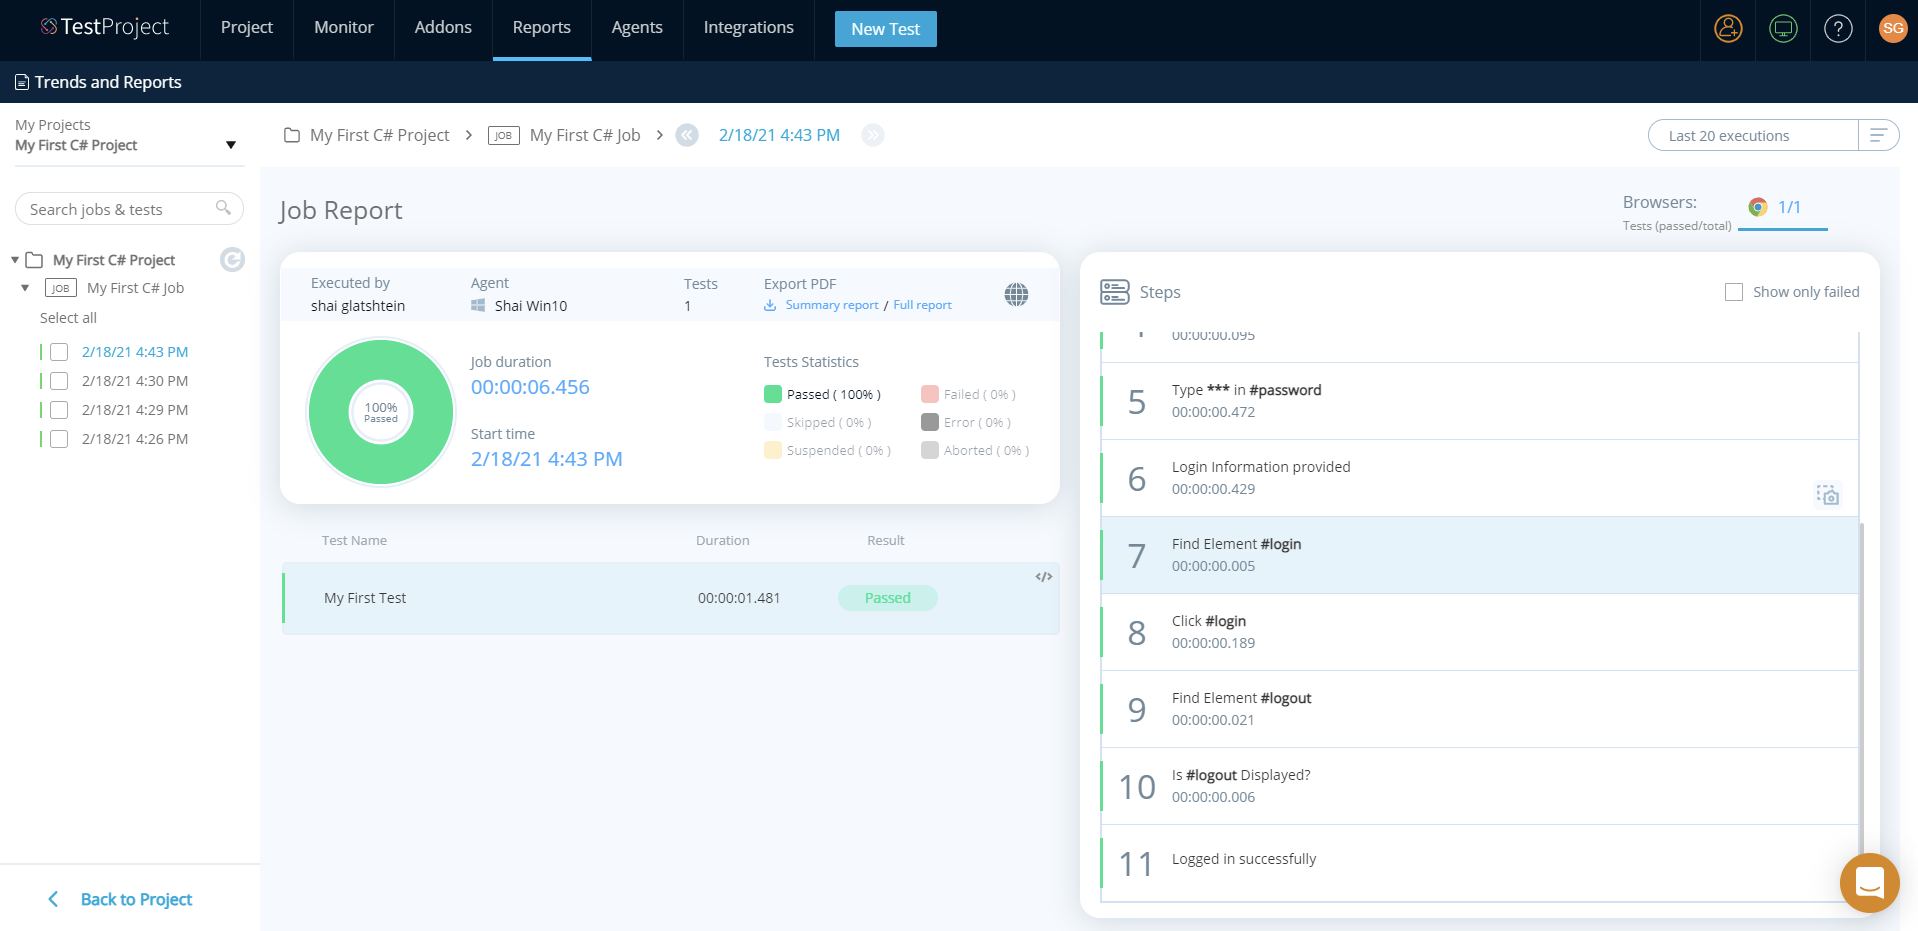 TestProject
Project
Monitor
Addons
Reports
Agents
Integrations
New Test
?
SG
Trends and Reports
My Projects
My First C# Project
Search jobs & tests
My First C# Project
JOB My First C# Job
Select all
2/18/21 4:43 PM
2/18/21 4:30 PM
2/18/21 4:29 PM
2/18/21 4:26 PM
Back to Project
My First C# Project > JOB My First C# Job > 2/18/21 4:43 PM
Last 20 executions
Job Report
Browsers:
Tests (passed/total)
1/1
Executed by
shai glatshtein
Agent
Shai Win10
Tests
1
Export PDF
Summary report / Full report
100%
Passed
Job duration
00:00:06.456
Start time
2/18/21 4:43 PM
Tests Statistics
Passed ( 100% )
Failed ( 0% )
Skipped ( 0% )
Error ( 0% )
Suspended ( 0% )
Aborted ( 0% )
Test Name
Duration
Result
My First Test
00:00:01.481
Passed
</>
Steps
Show only failed
00:00:00.095
5
Type *** in #password
00:00:00.472
6
Login Information provided
00:00:00.429
7
Find Element #login
00:00:00.005
8
Click #login
00:00:00.189
9
Find Element #logout
00:00:00.021
10
Is #logout Displayed?
00:00:00.006
11
Logged in successfully